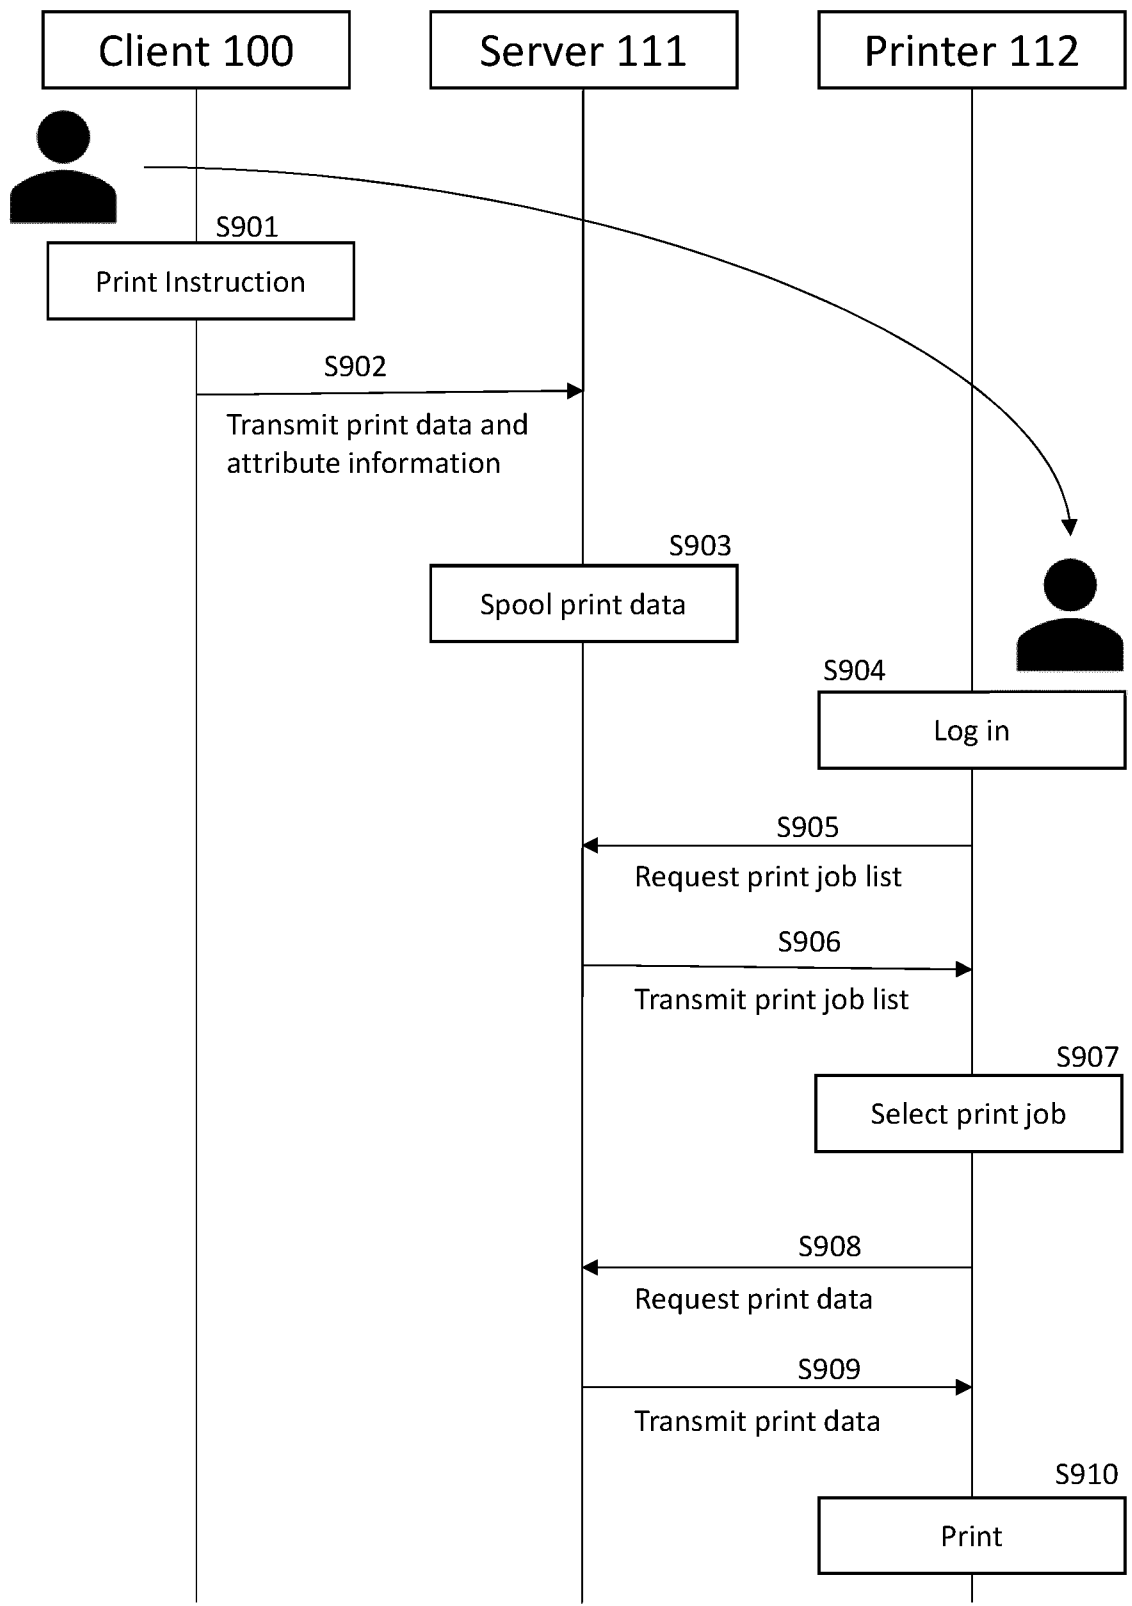 Client 100
Server 111
Printer 112
S901
Print Instruction
S902
Transmit print data and
attribute information
S903
Spool print data
S904
Log in
S905
Request print job list
S906
Transmit print job list
S907
Select print job
S908
Request print data
S909
Transmit print data
S910
Print